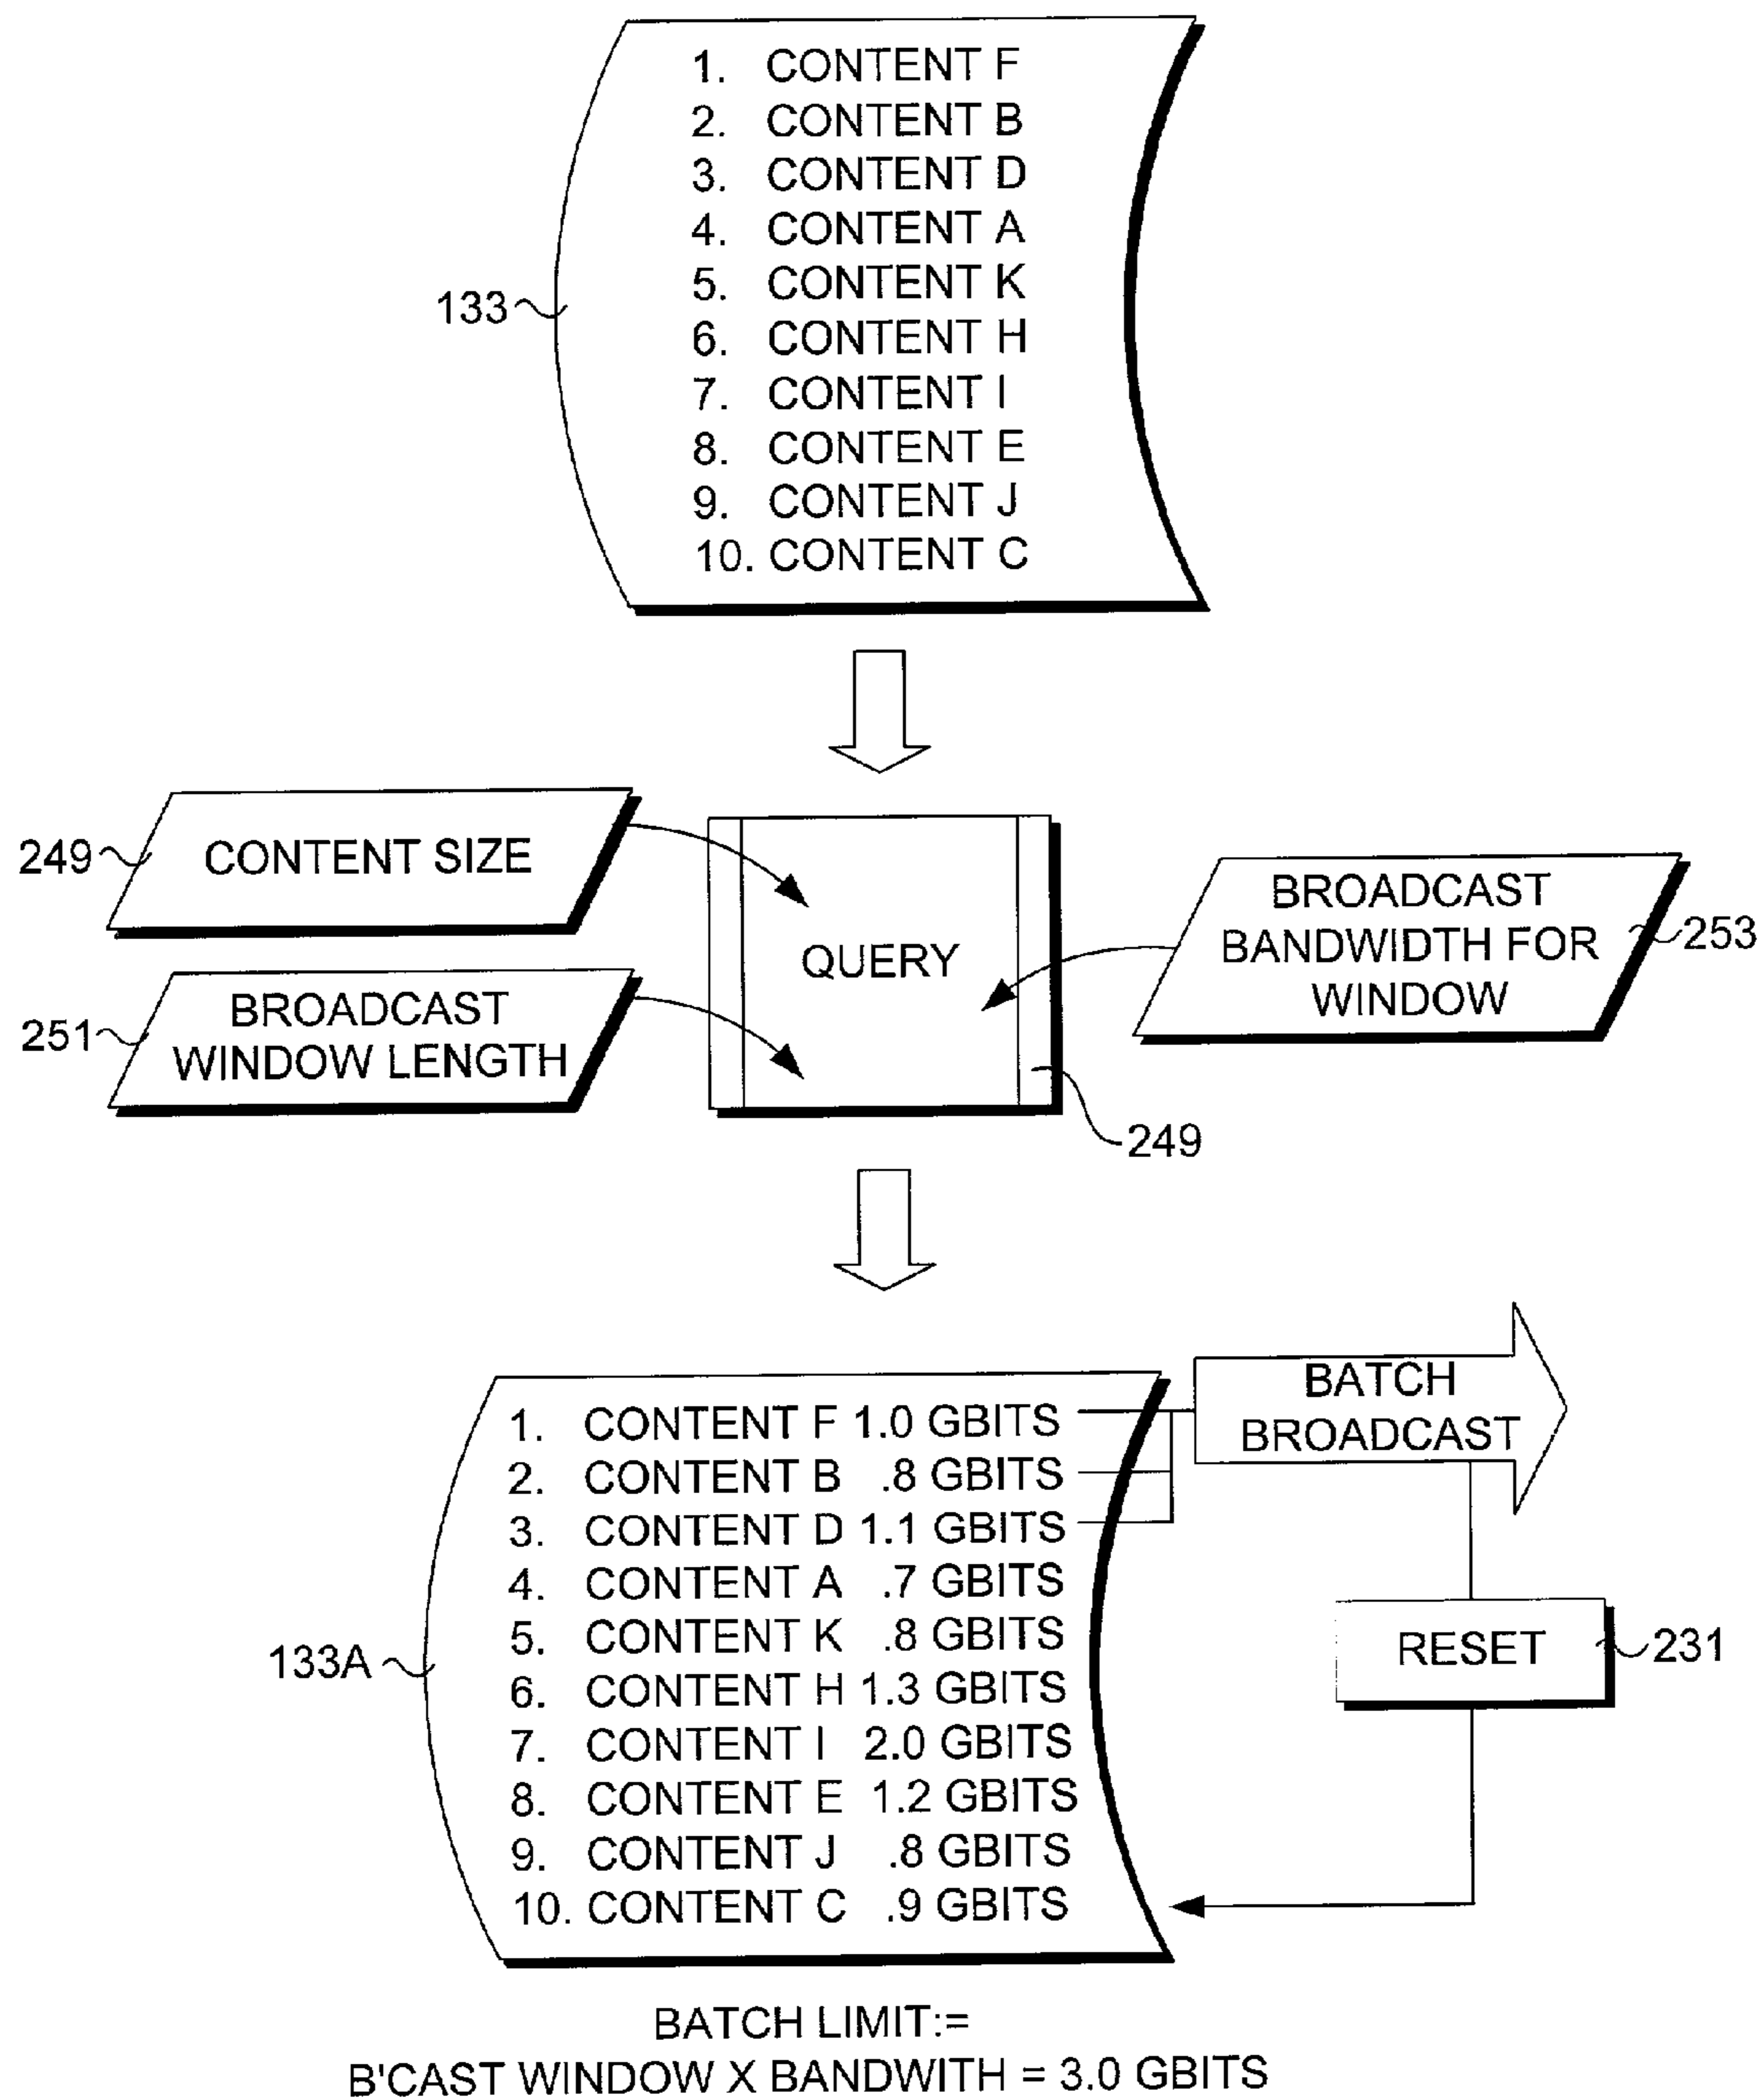 1. CONTENT F
2. CONTENT B
3. CONTENT D
4. CONTENT A
5. CONTENT K
6. CONTENT H
7. CONTENT I
8. CONTENT E
9. CONTENT J
10. CONTENT C
133
249
CONTENT SIZE
251
BROADCAST
WINDOW LENGTH
QUERY
249
BROADCAST
BANDWIDTH FOR
WINDOW
253
1. CONTENT F 1.0 GBITS
2. CONTENT B .8 GBITS
3. CONTENT D 1.1 GBITS
4. CONTENT A .7 GBITS
5. CONTENT K .8 GBITS
6. CONTENT H 1.3 GBITS
7. CONTENT I 2.0 GBITS
8. CONTENT E 1.2 GBITS
9. CONTENT J .8 GBITS
10. CONTENT C .9 GBITS
133A
BATCH
BROADCAST
RESET
231
BATCH LIMIT:=
B'CAST WINDOW X BANDWITH = 3.0 GBITS